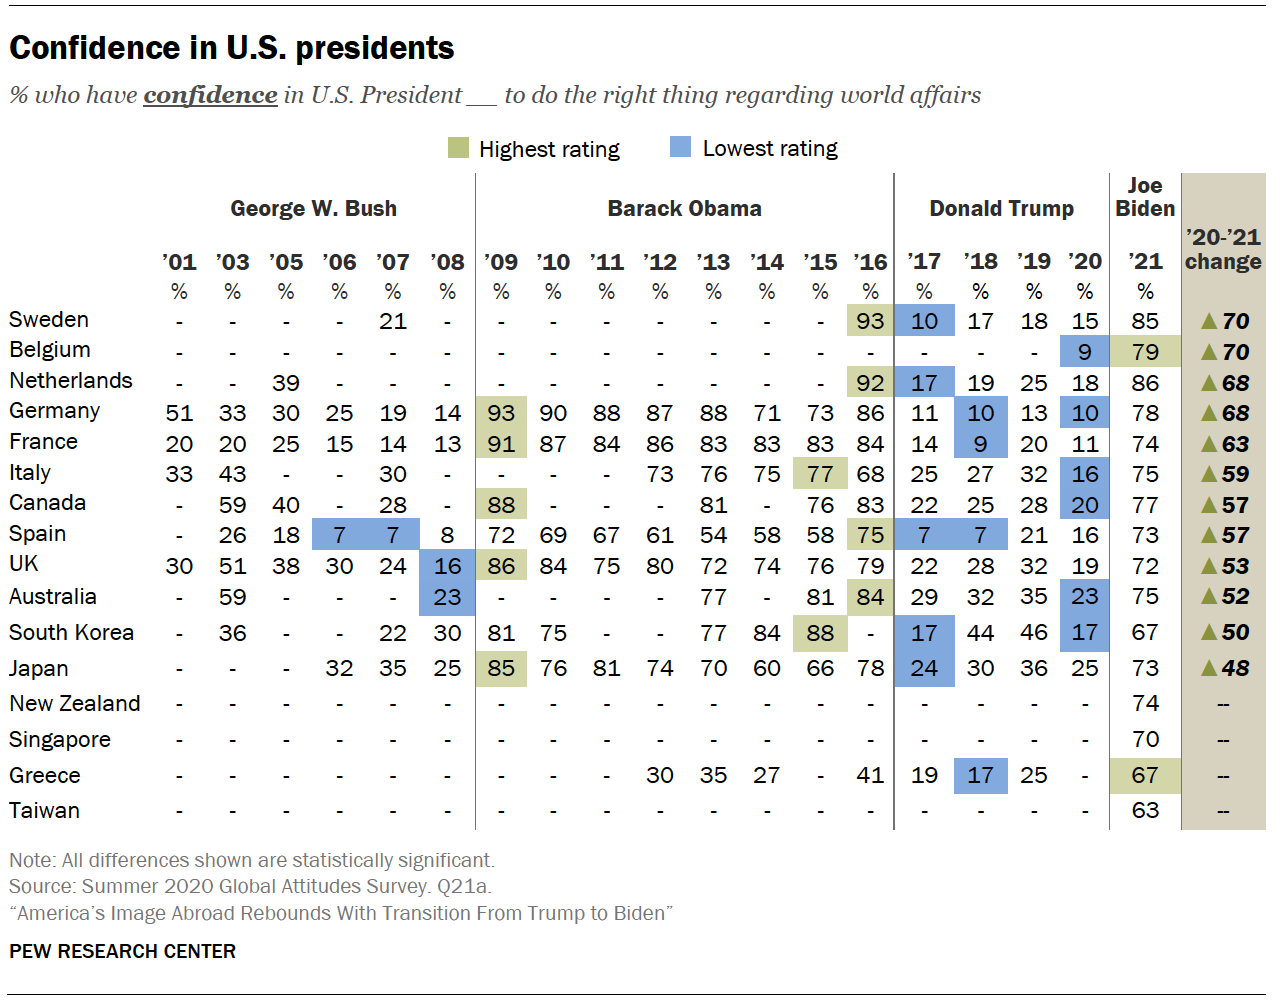 Confidence in U.S. presidents
% who have confidence in U.S. President __ to do the right thing regarding world affairs
Highest rating Lowest rating
George W. Bush Barack Obama Donald Trump Joe Biden '20-'21 change
'01 '03 '05 '06 '07 '08 '09 '10 '11 '12 '13 '14 '15 '16 '17 '18 '19 '20 '21
% % % % % % % % % % % % % % % % % % %
Sweden - - - - 21 - - - - - - - - 93 10 17 18 15 85 ▲70
Belgium - - - - - - - - - - - - - - - - - 9 79 ▲70
Netherlands - - 39 - - - - - - - - - - 92 17 19 25 18 86 ▲68
Germany 51 33 30 25 19 14 93 90 88 87 88 71 73 86 11 10 13 10 78 ▲68
France 20 20 25 15 14 13 91 87 84 86 83 83 83 84 14 9 20 11 74 ▲63
Italy 33 43 - - 30 - - - - 73 76 75 77 68 25 27 32 16 75 ▲59
Canada - 59 40 - 28 - 88 - - - 81 - 76 83 22 25 28 20 77 ▲57
Spain - 26 18 7 7 8 72 69 67 61 54 58 58 75 7 7 21 16 73 ▲57
UK 30 51 38 30 24 16 86 84 75 80 72 74 76 79 22 28 32 19 72 ▲53
Australia - 59 - - - 23 - - - - 77 - 81 84 29 32 35 23 75 ▲52
South Korea - 36 - - 22 30 81 75 - - 77 84 88 - 17 44 46 17 67 ▲50
Japan - - - 32 35 25 85 76 81 74 70 60 66 78 24 30 36 25 73 ▲48
New Zealand - - - - - - - - - - - - - - - - - - 74 --
Singapore - - - - - - - - - - - - - - - - - - 70 --
Greece - - - - - - - - - 30 35 27 - 41 19 17 25 - 67 --
Taiwan - - - - - - - - - - - - - - - - - - 63 --
Note: All differences shown are statistically significant.
Source: Summer 2020 Global Attitudes Survey. Q21a.
“America’s Image Abroad Rebounds With Transition From Trump to Biden”
PEW RESEARCH CENTER